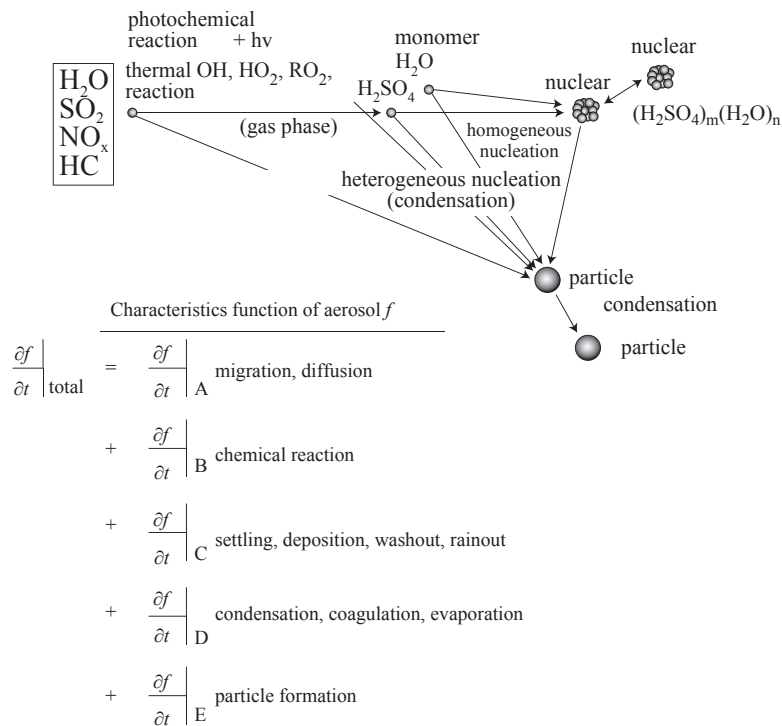 photochemical
reaction + hν
thermal OH, HO₂, RO₂,
reaction
H₂O
SO₂
NOₓ
HC
(gas phase)
monomer
H₂O
H₂SO₄
nuclear
nuclear
(H₂SO₄)m(H₂O)n
homogeneous
nucleation
heterogeneous nucleation
(condensation)
particle
condensation
particle
Characteristics function of aerosol f
∂f/∂t|total = ∂f/∂t|A migration, diffusion
+ ∂f/∂t|B chemical reaction
+ ∂f/∂t|C settling, deposition, washout, rainout
+ ∂f/∂t|D condensation, coagulation, evaporation
+ ∂f/∂t|E particle formation